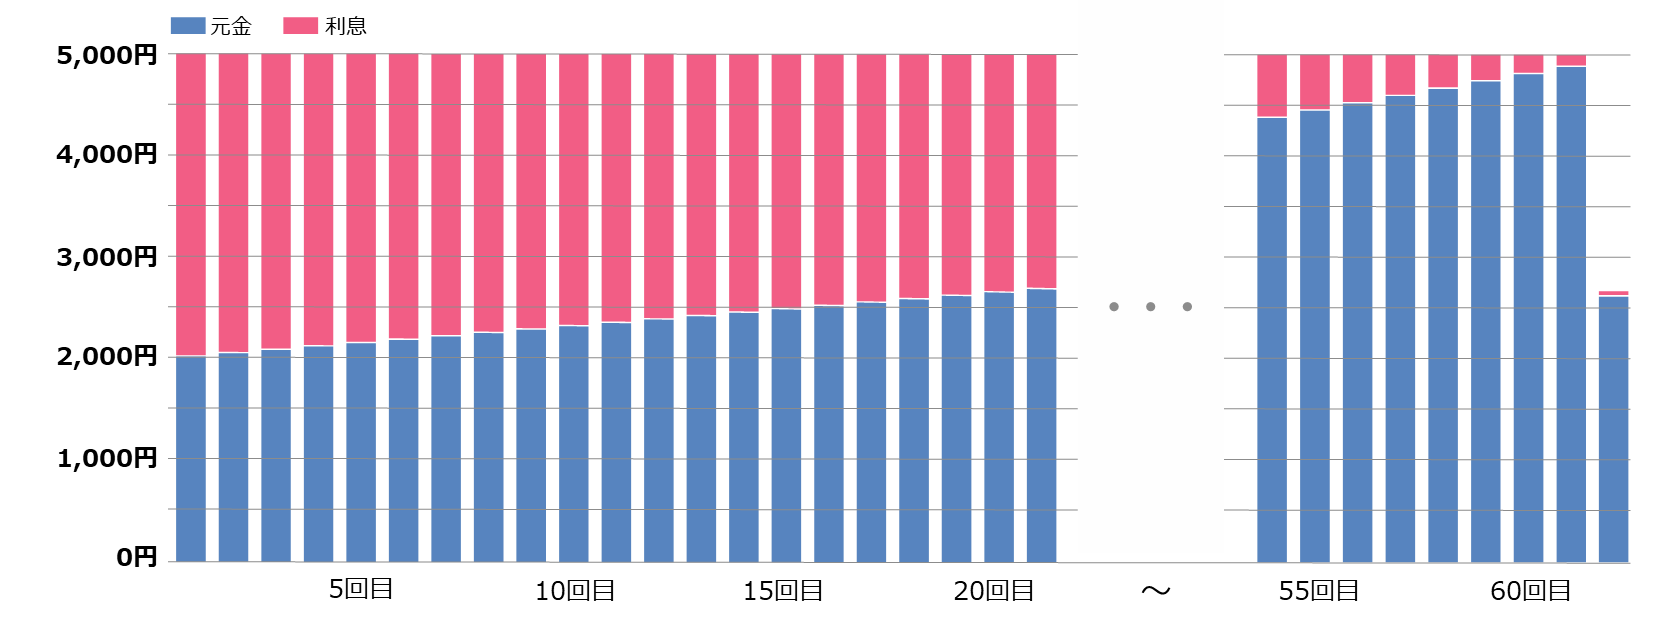 元金 利息
5,000円
4,000円
3,000円
2,000円
1,000円
0円
5回目 10回目 15回目 20回目 ～ 55回目 60回目